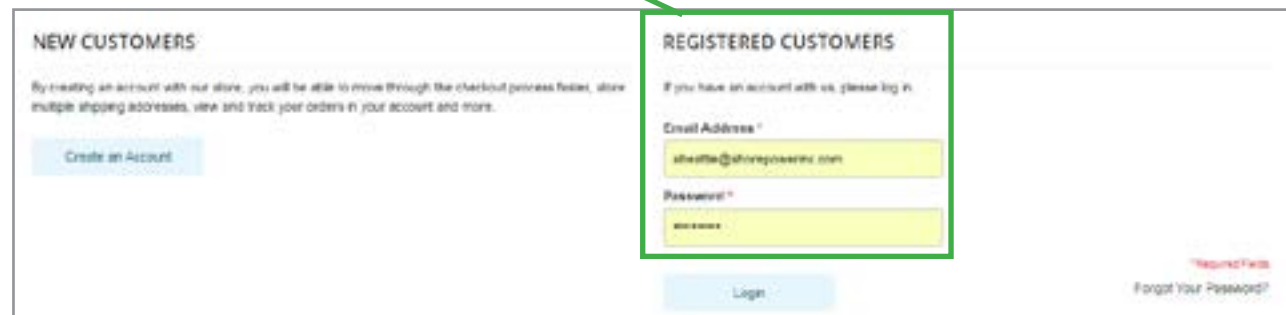 NEW CUSTOMERS
By creating an account with our store, you will be able to move through the checkout process faster, store
multiple shipping addresses, view and track your orders in your account and more.
Create an Account
REGISTERED CUSTOMERS
If you have an account with us, please log in.
Email Address *
@shorepowerinc.com
Password *
Login
*Required Fields
Forgot Your Password?